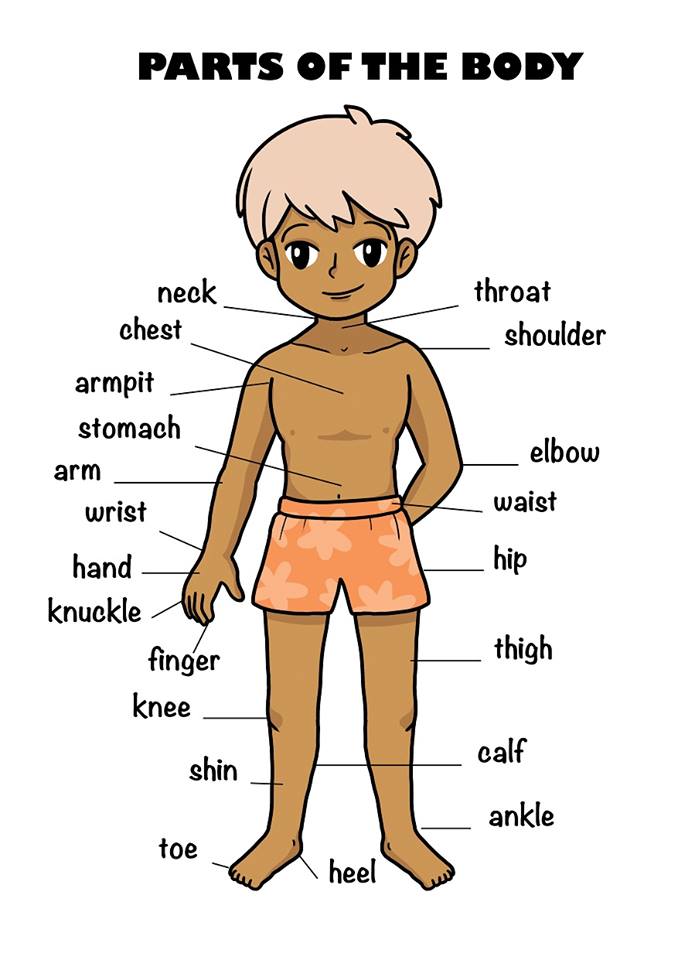 PARTS OF THE BODY
neck
throat
chest
shoulder
armpit
stomach
elbow
arm
waist
wrist
hip
hand
knuckle
finger
thigh
knee
calf
shin
ankle
toe
heel